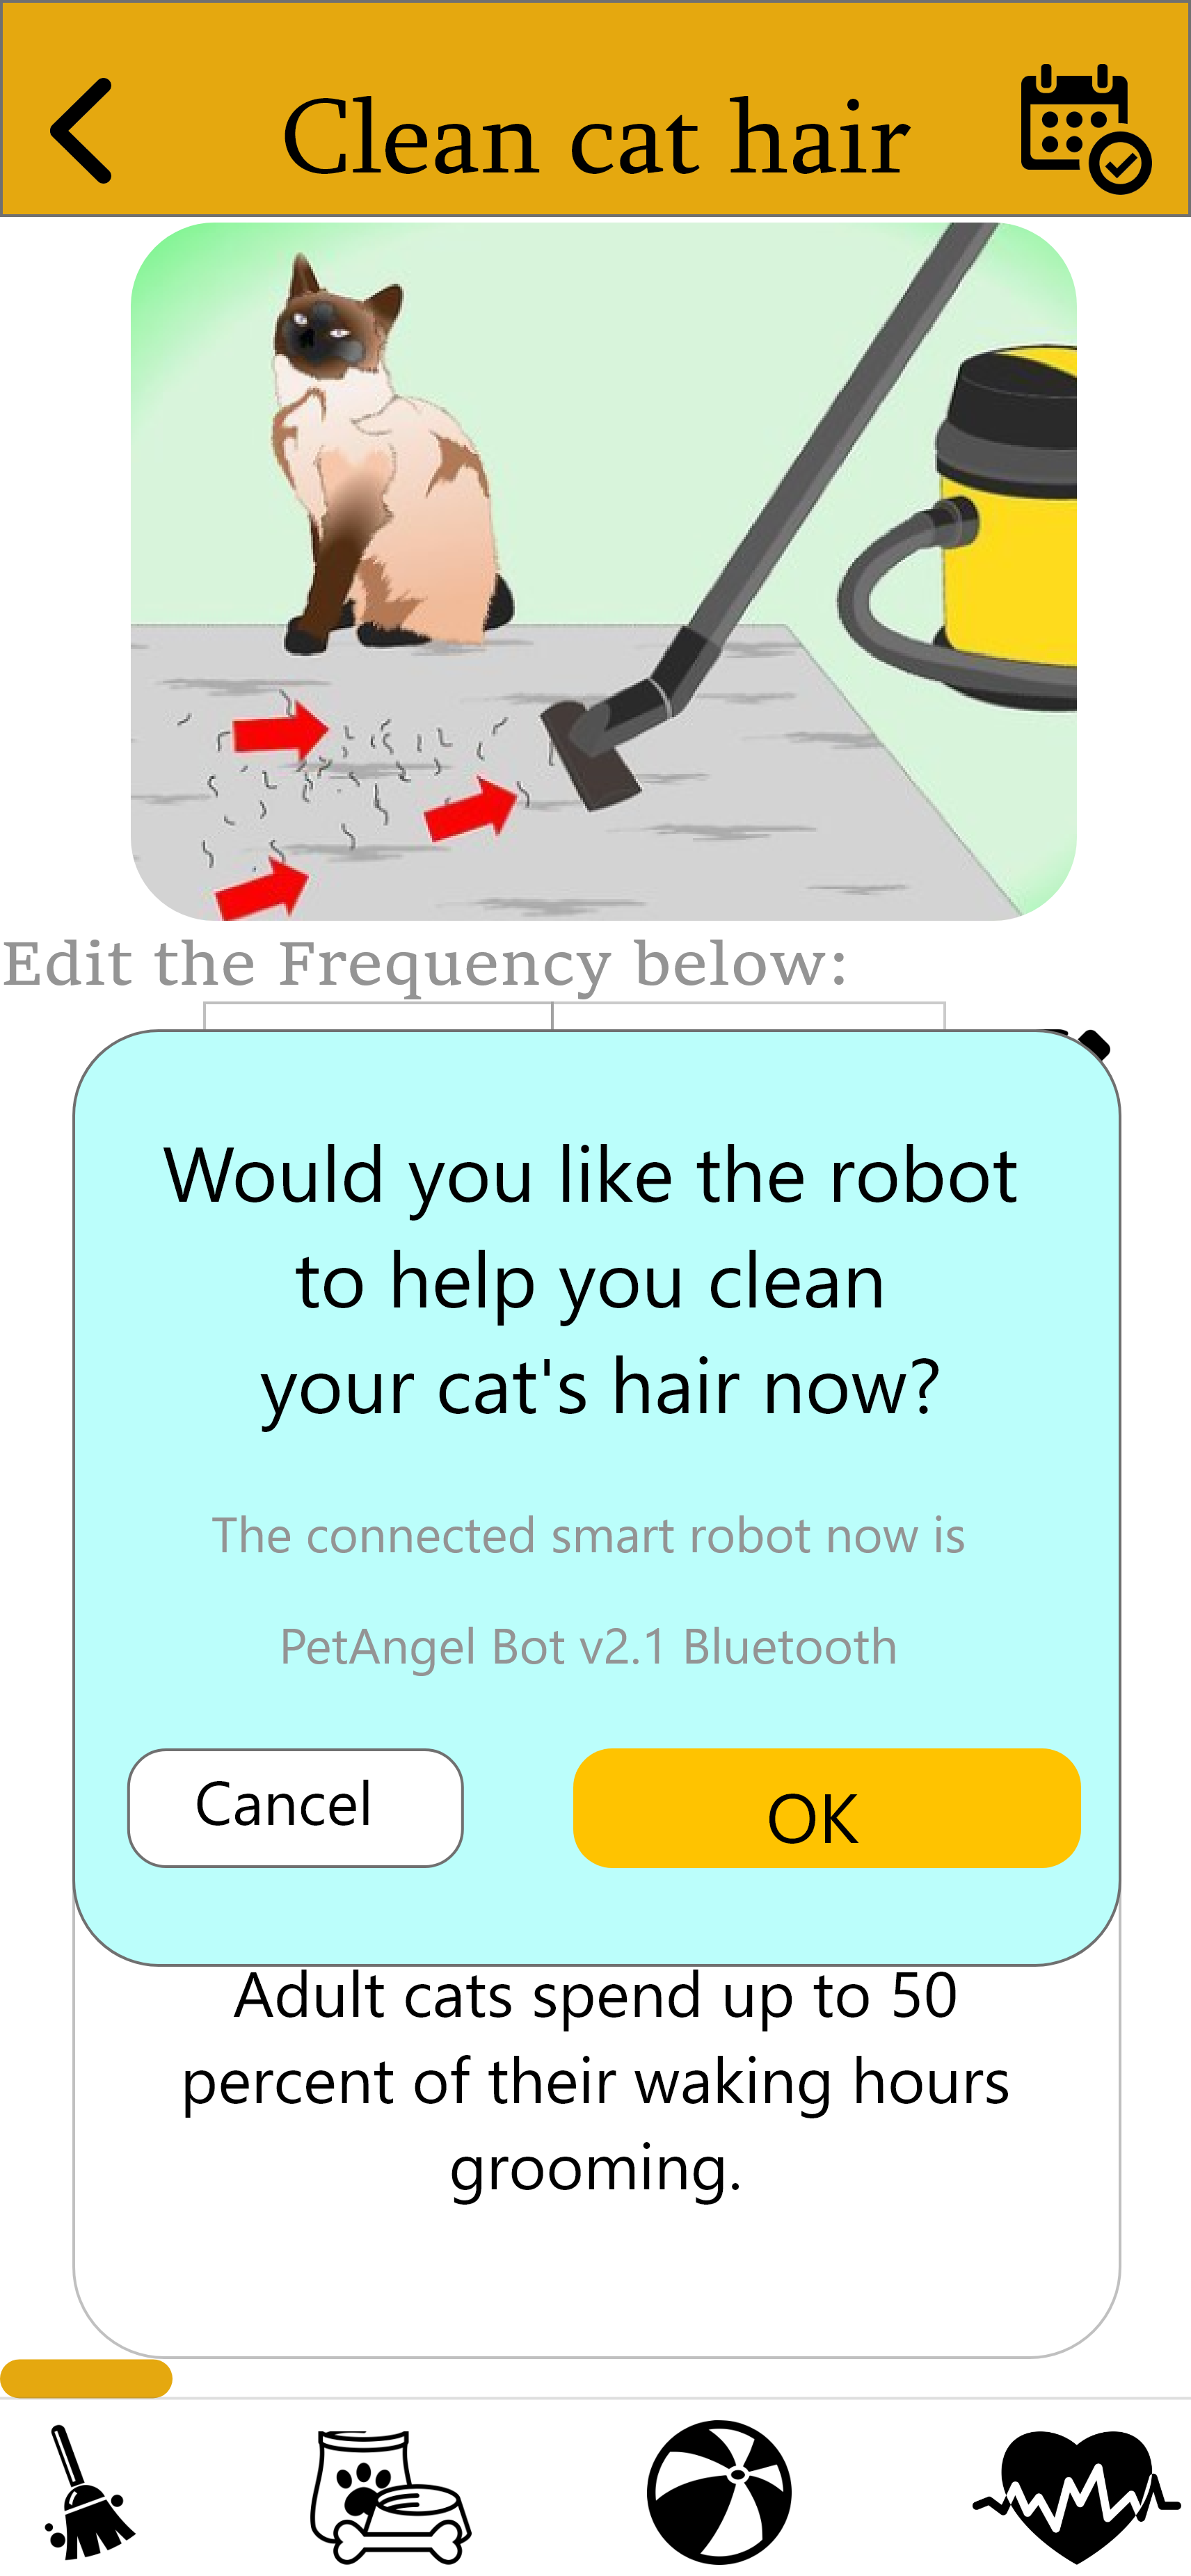 Clean cat hair
Edit the Frequency below:
Would you like the robot
to help you clean
your cat's hair now?
The connected smart robot now is
PetAngel Bot v2.1 Bluetooth
Cancel
OK
Adult cats spend up to 50
percent of their waking hours
grooming.